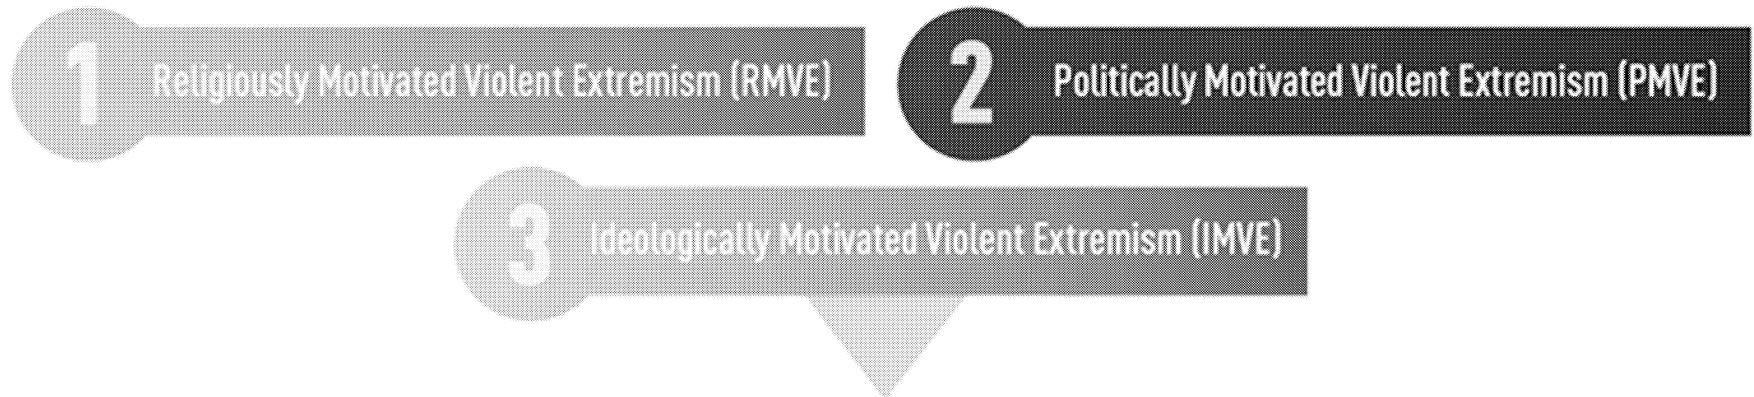 1 Religiously Motivated Violent Extremism (RMVE)
2 Politically Motivated Violent Extremism (PMVE)
3 Ideologically Motivated Violent Extremism (IMVE)